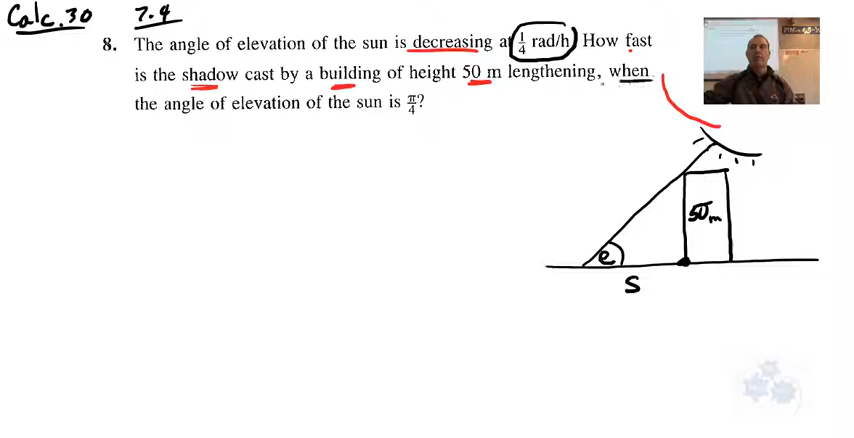 Calc. 30 7.4
8. The angle of elevation of the sun is decreasing at 1/4 rad/h. How fast
is the shadow cast by a building of height 50 m lengthening, when
the angle of elevation of the sun is π/4?
50m
e
S